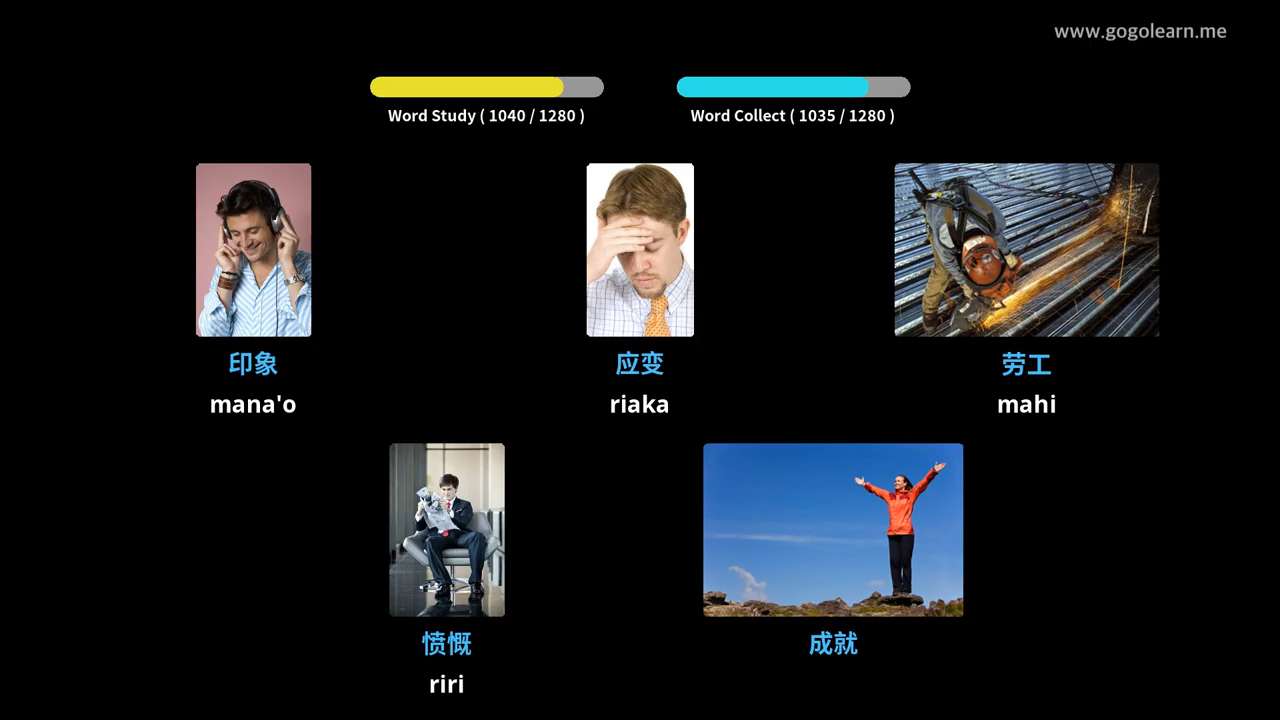 www.gogolearn.me
Word Study ( 1040 / 1280 )
Word Collect ( 1035 / 1280 )
印象
mana'o
应变
riaka
劳工
mahi
愤慨
riri
成就